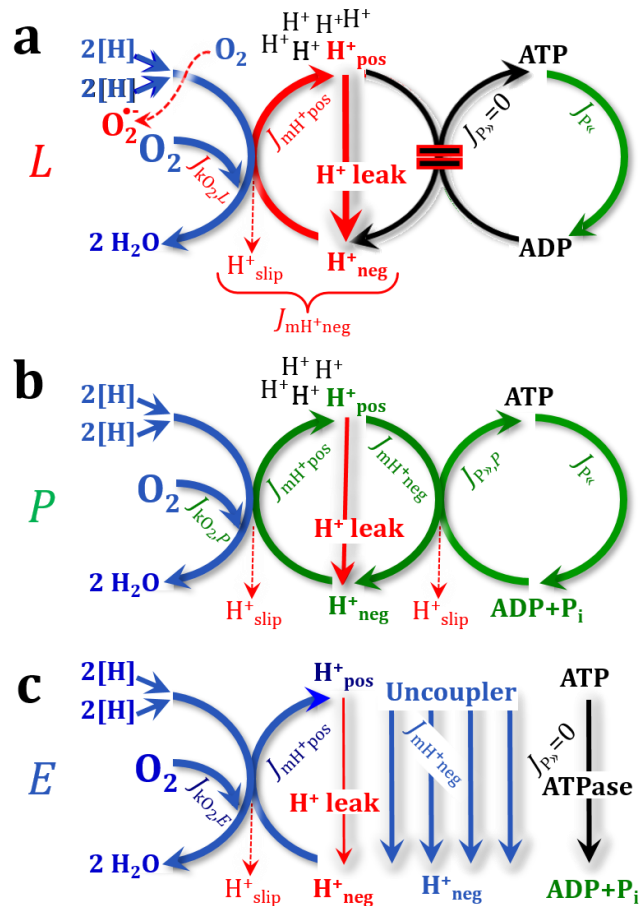 a
2[H]
2[H]
O₂
O₂•-
O₂
H⁺ H⁺ H⁺
H⁺ H⁺ H⁺pos
ATP
JmH⁺pos
JP»=0
JP«
L
JkO₂,L
H⁺ leak
2 H₂O
H⁺slip
H⁺neg
ADP
JmH⁺neg
b
2[H]
2[H]
H⁺ H⁺
H⁺ H⁺ H⁺pos
ATP
JmH⁺pos
JmH⁺neg
JP»,P
JP«
P
O₂
JkO₂,P
H⁺ leak
2 H₂O
H⁺slip
H⁺neg
H⁺slip
ADP+Pi
c
2[H]
2[H]
H⁺pos
Uncoupler
ATP
JmH⁺pos
JmH⁺neg
JP»=0
E
O₂
JkO₂,E
H⁺ leak
ATPase
2 H₂O
H⁺slip
H⁺neg
H⁺neg
ADP+Pi